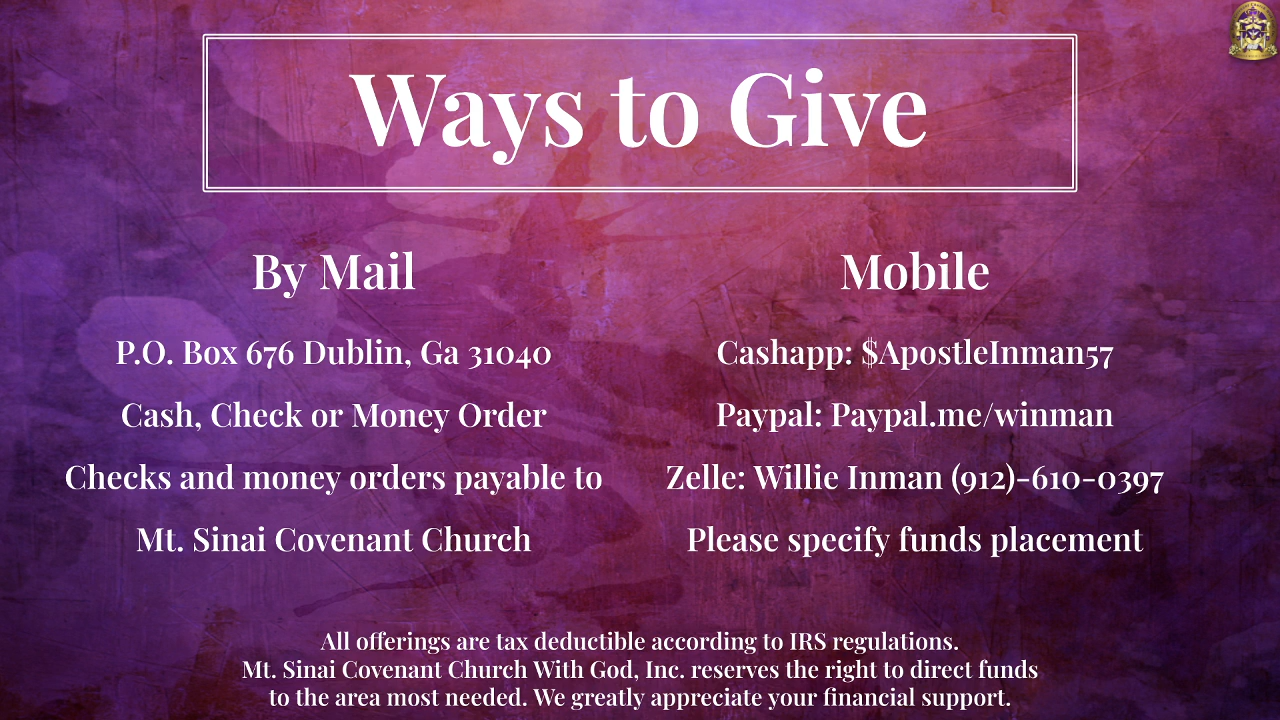 Ways to Give
By Mail
P.O. Box 676 Dublin, Ga 31040
Cash, Check or Money Order
Checks and money orders payable to
Mt. Sinai Covenant Church
Mobile
Cashapp: $ApostleInman57
Paypal: Paypal.me/winman
Zelle: Willie Inman (912)-610-0397
Please specify funds placement
All offerings are tax deductible according to IRS regulations.
Mt. Sinai Covenant Church With God, Inc. reserves the right to direct funds
to the area most needed. We greatly appreciate your financial support.